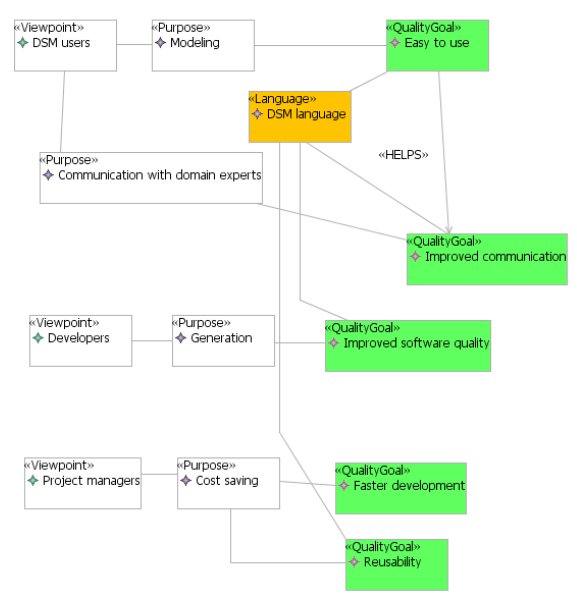 «Viewpoint»
DSM users
«Purpose»
Modeling
«QualityGoal»
Easy to use
«Language»
DSM language
«HELPS»
«Purpose»
Communication with domain experts
«QualityGoal»
Improved communication
«Viewpoint»
Developers
«Purpose»
Generation
«QualityGoal»
Improved software quality
«Viewpoint»
Project managers
«Purpose»
Cost saving
«QualityGoal»
Faster development
«QualityGoal»
Reusability